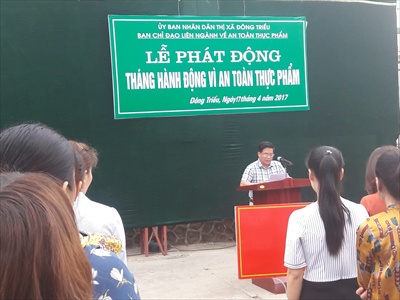 ỦY BAN NHÂN DÂN THỊ XÃ ĐÔNG TRIỀU
BAN CHỈ ĐẠO LIÊN NGÀNH VỀ AN TOÀN THỰC PHẨM
LỄ PHÁT ĐỘNG
THÁNG HÀNH ĐỘNG VÌ AN TOÀN THỰC PHẨM
Đông Triều, Ngày 17 tháng 4 năm 2017